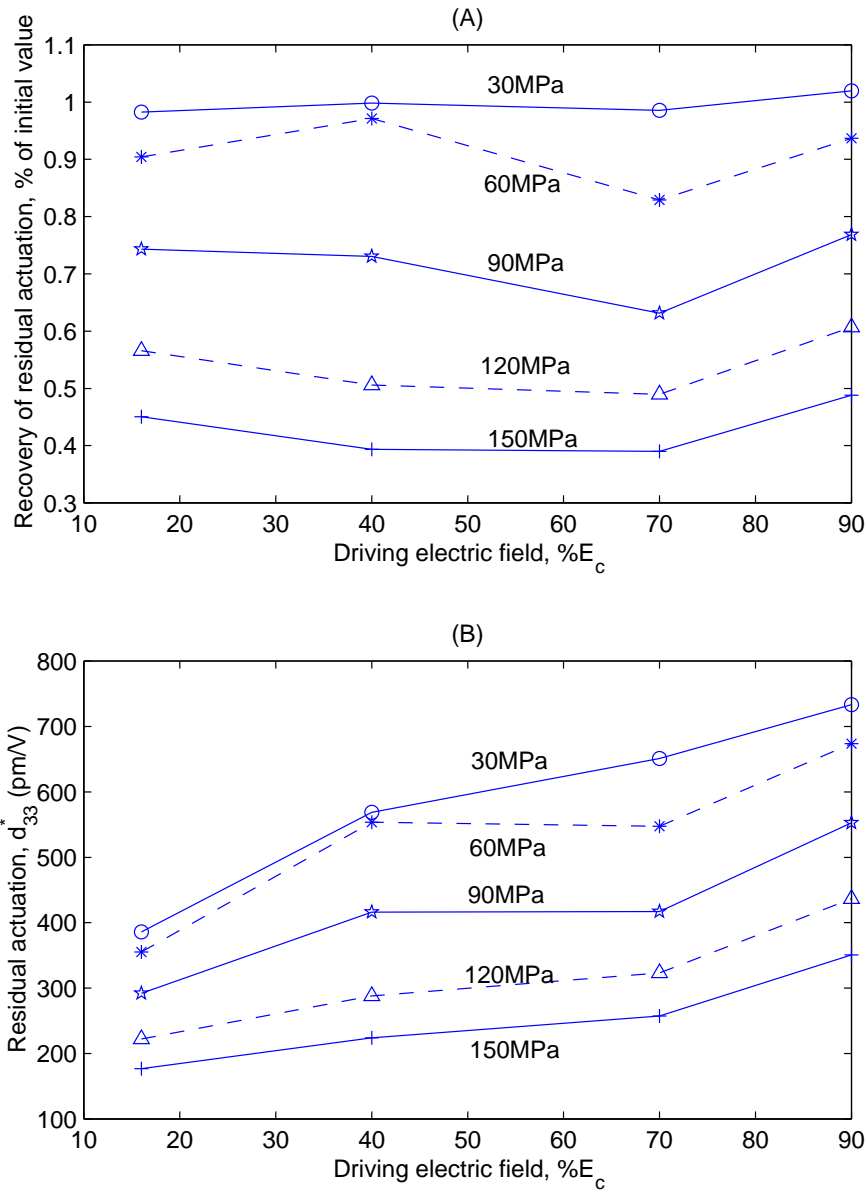 (A)
1.1
1
0.9
0.8
0.7
0.6
0.5
0.4
0.3
Recovery of residual actuation, % of initial value
30MPa
60MPa
90MPa
120MPa
150MPa
10 20 30 40 50 60 70 80 90
Driving electric field, %E_c
(B)
800
700
600
500
400
300
200
100
Residual actuation, d*_33 (pm/V)
30MPa
60MPa
90MPa
120MPa
150MPa
10 20 30 40 50 60 70 80 90
Driving electric field, %E_c